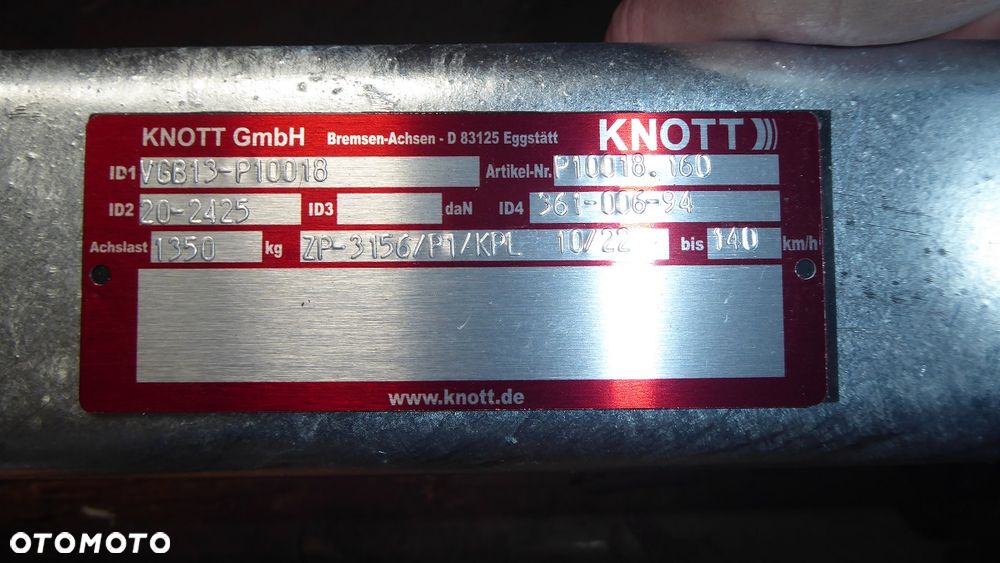 KNOTT GmbH Bremsen-Achsen - D 83125 Eggstätt KNOTT
ID1 VGB13-P10018 Artikel-Nr. P10018.160
ID2 20-2425 ID3 daN ID4 361-006-94
Achslast 1350 kg ZP-3156/P1/KPL 10/22 bis 140 km/h
www.knott.de
OTOMOTO